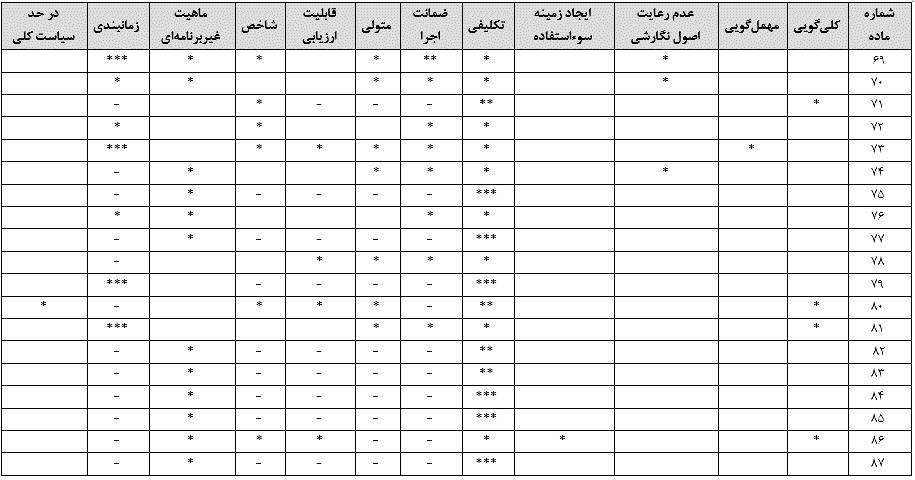 شماره ماده | کلی‌گویی | مهمل‌گویی | عدم رعایت اصول نگارشی | ایجاد زمینه سوء‌استفاده | تکلیفی | ضمانت اجرا | متولی | قابلیت ارزیابی | شاخص | ماهیت غیربرنامه‌ای | زمانبندی | در حد سیاست کلی
۶۹ | | | * | | * | ** | * | | * | * | *** |
۷۰ | | | * | | * | * | * | | | * | * |
۷۱ | * | | | | ** | – | – | – | * | | – |
۷۲ | | | | | * | * | | | * | | * |
۷۳ | | * | | | * | * | * | * | * | | *** |
۷۴ | | | * | | * | * | * | | | * | – |
۷۵ | | | | | *** | – | – | – | – | * | – |
۷۶ | | | | | * | * | | | | * | * |
۷۷ | | | | | *** | – | – | – | – | * | – |
۷۸ | | | | | * | * | * | * | | | – |
۷۹ | | | | | *** | – | – | – | – | | *** |
۸۰ | * | | | | ** | – | * | * | * | | – | *
۸۱ | * | | | | * | * | * | | | | *** |
۸۲ | | | | | ** | – | – | – | – | * | – |
۸۳ | | | | | ** | – | – | – | – | * | – |
۸۴ | | | | | *** | – | – | – | – | * | – |
۸۵ | | | | | *** | – | – | – | – | * | – |
۸۶ | * | | | * | * | – | – | * | * | * | – |
۸۷ | | | | | *** | – | – | – | – | * | – |